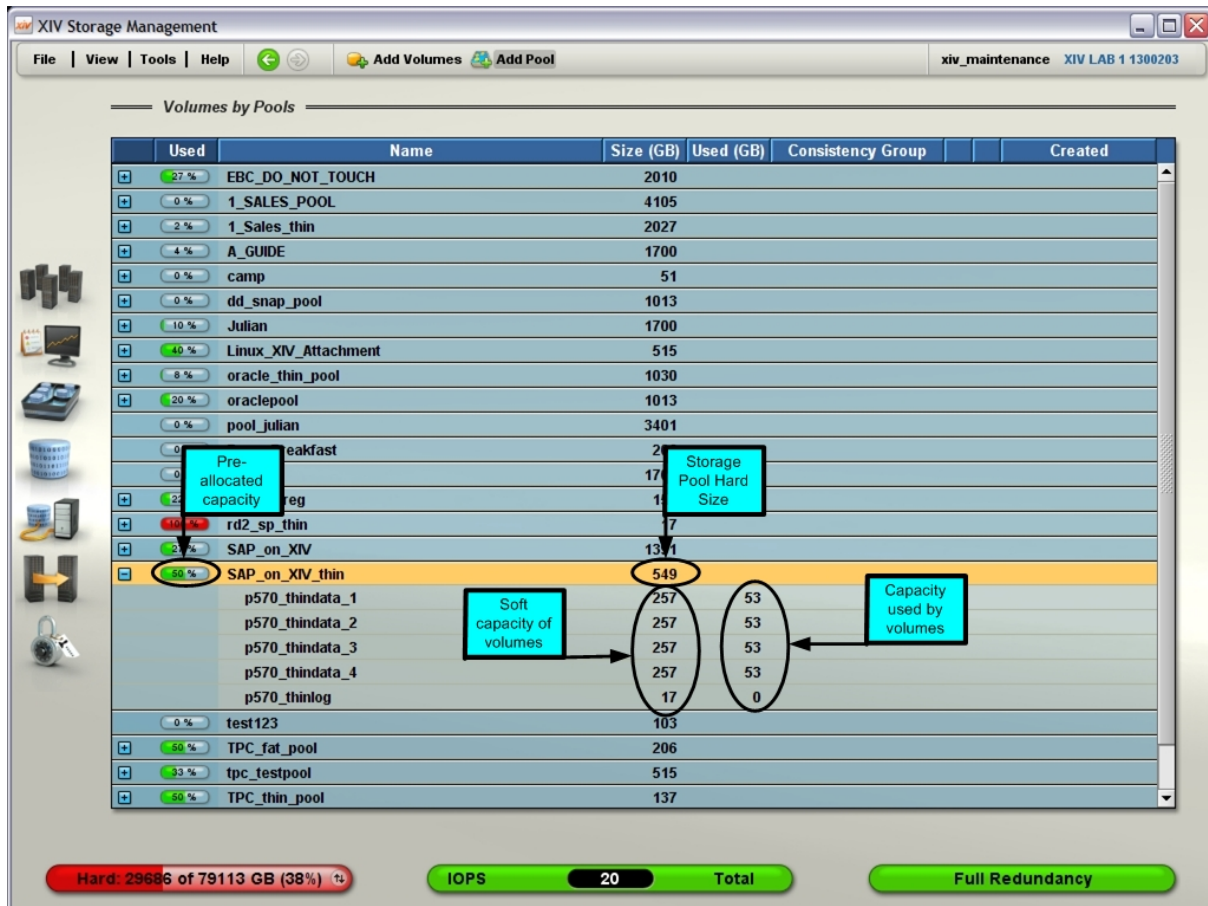 XIV XIV Storage Management
File View Tools Help Add Volumes Add Pool xiv_maintenance XIV LAB 1 1300203
Volumes by Pools
Used Name Size (GB) Used (GB) Consistency Group Created
27 % EBC_DO_NOT_TOUCH 2010
0 % 1_SALES_POOL 4105
2 % 1_Sales_thin 2027
4 % A_GUIDE 1700
0 % camp 51
0 % dd_snap_pool 1013
10 % Julian 1700
40 % Linux_XIV_Attachment 515
8 % oracle_thin_pool 1030
20 % oraclepool 1013
0 % pool_julian 3401
Pre-
allocated
capacity
Storage
Pool Hard
Size
rd2_sp_thin 17
SAP_on_XIV
50 % SAP_on_XIV_thin 549
p570_thindata_1 257 53
p570_thindata_2 257 53
p570_thindata_3 257 53
p570_thindata_4 257 53
p570_thinlog 17 0
Soft
capacity of
volumes
Capacity
used by
volumes
0 % test123 103
50 % TPC_fat_pool 206
33 % tpc_testpool 515
50 % TPC_thin_pool 137
Hard: 29686 of 79113 GB (38%) IOPS 20 Total Full Redundancy